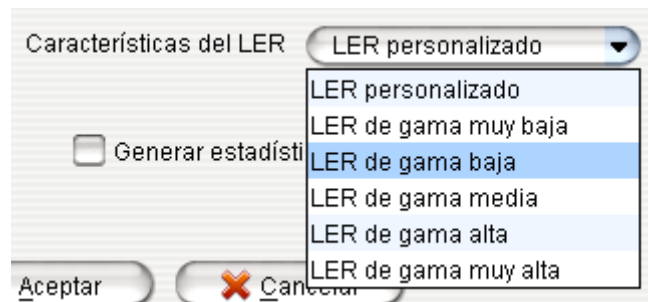 Características del LER
LER personalizado
LER personalizado
LER de gama muy baja
Generar estadísti
LER de gama baja
LER de gama media
LER de gama alta
LER de gama muy alta
Aceptar